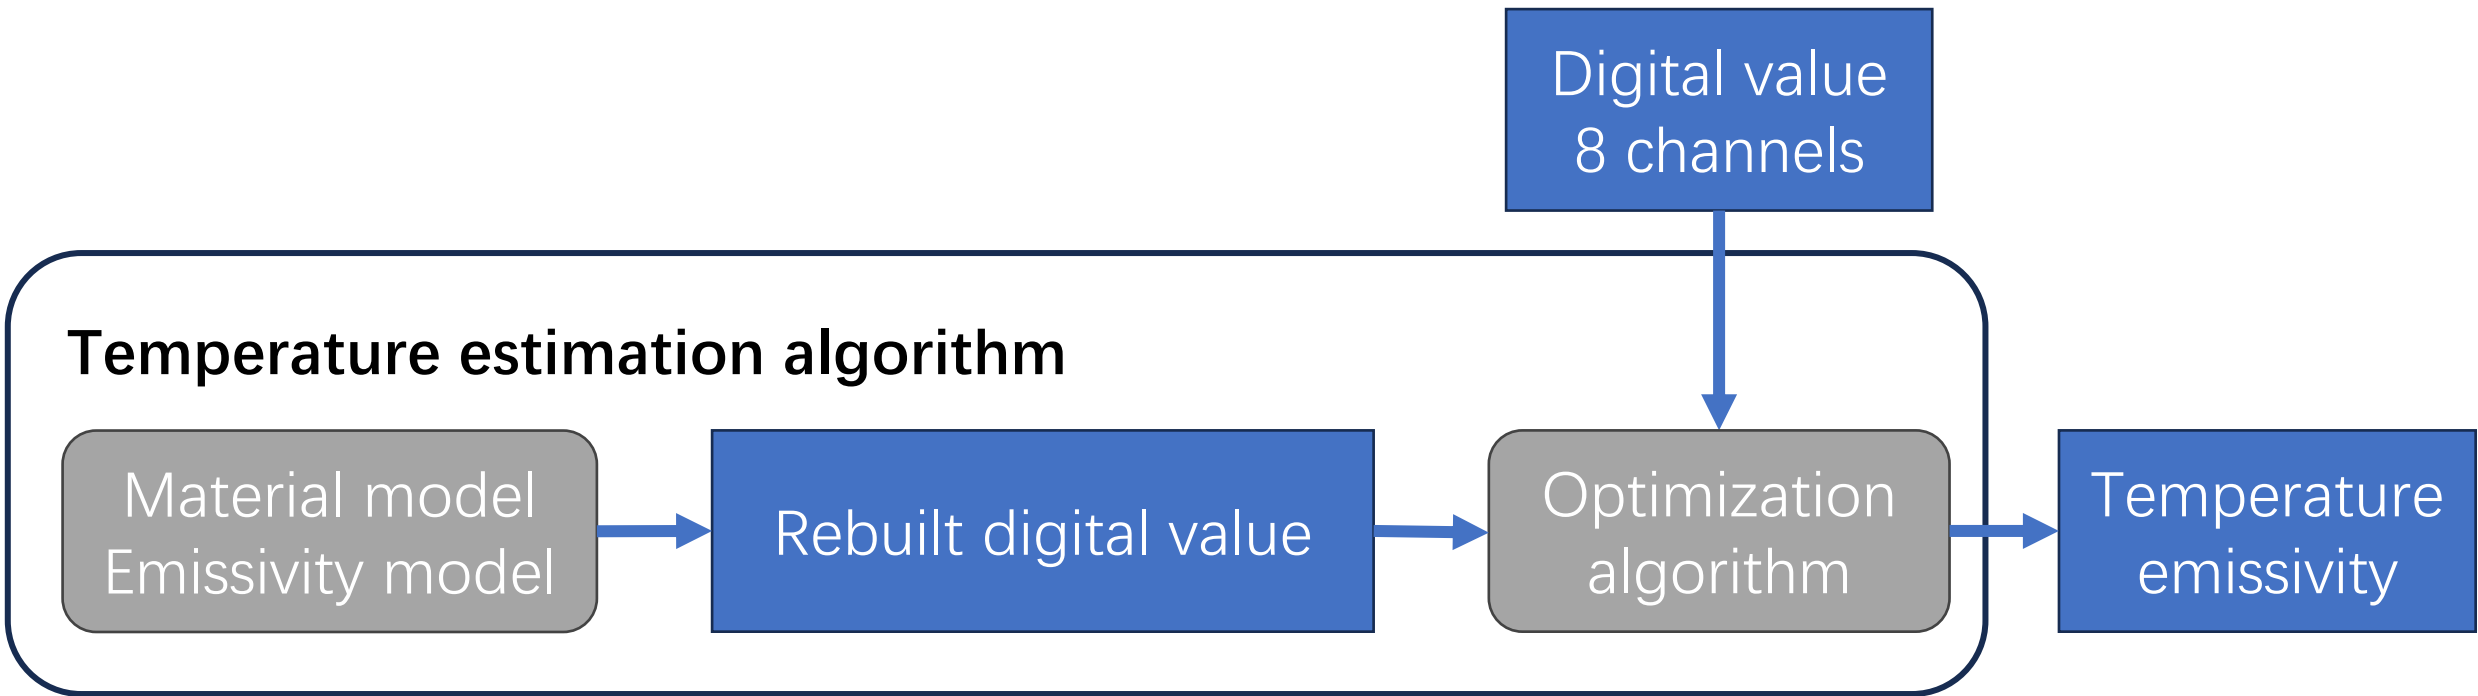 Digital value
8 channels
Temperature estimation algorithm
Material model
Emissivity model
Rebuilt digital value
Optimization
algorithm
Temperature
emissivity